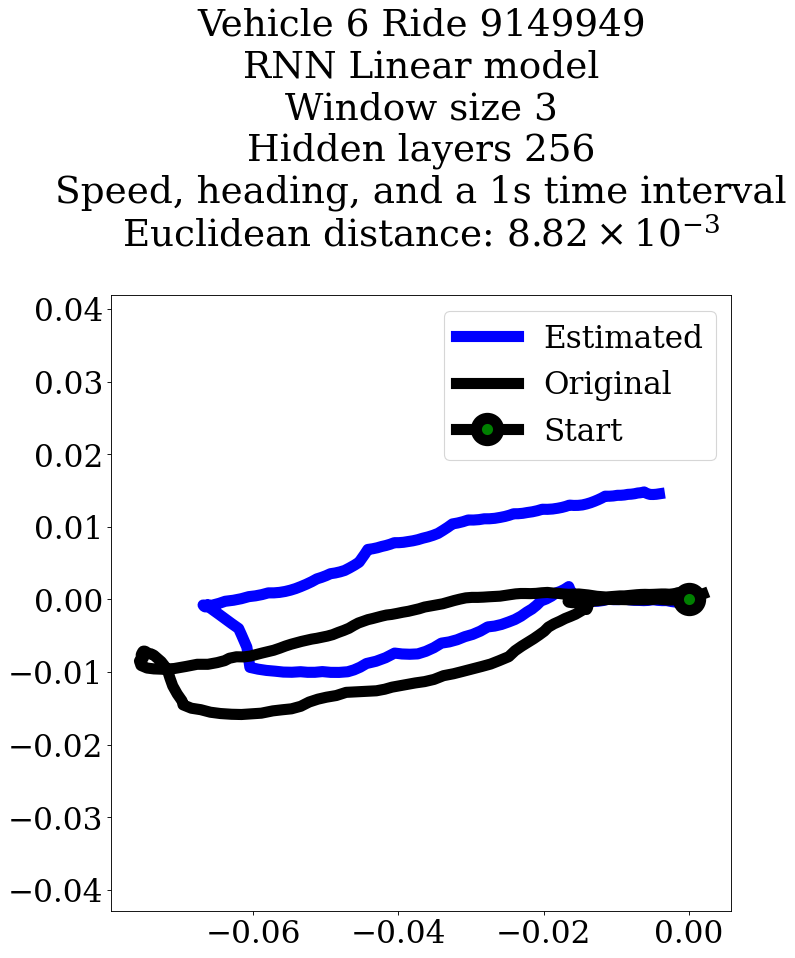 Vehicle 6 Ride 9149949
RNN Linear model
Window size 3
Hidden layers 256
Speed, heading, and a 1s time interval
Euclidean distance: 8.82 × 10⁻³
Estimated
Original
Start
0.04
0.03
0.02
0.01
0.00
−0.01
−0.02
−0.03
−0.04
−0.06 −0.04 −0.02 0.00